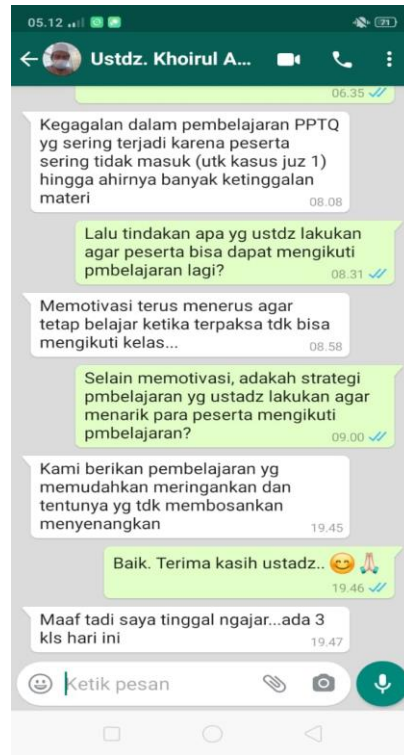 05.12
71
Ustdz. Khoirul A...
06.35
Kegagalan dalam pembelajaran PPTQ
yg sering terjadi karena peserta
sering tidak masuk (utk kasus juz 1)
hingga ahirnya banyak ketinggalan
materi
08.08
Lalu tindakan apa yg ustdz lakukan
agar peserta bisa dapat mengikuti
pmbelajaran lagi?
08.31
Memotivasi terus menerus agar
tetap belajar ketika terpaksa tdk bisa
mengikuti kelas...
08.58
Selain memotivasi, adakah strategi
pmbelajaran yg ustadz lakukan agar
menarik para peserta mengikuti
pmbelajaran?
09.00
Kami berikan pembelajaran yg
memudahkan meringankan dan
tentunya yg tdk membosankan
menyenangkan
19.45
Baik. Terima kasih ustadz.. 😊🙏
19.46
Maaf tadi saya tinggal ngajar...ada 3
kls hari ini
19.47
Ketik pesan